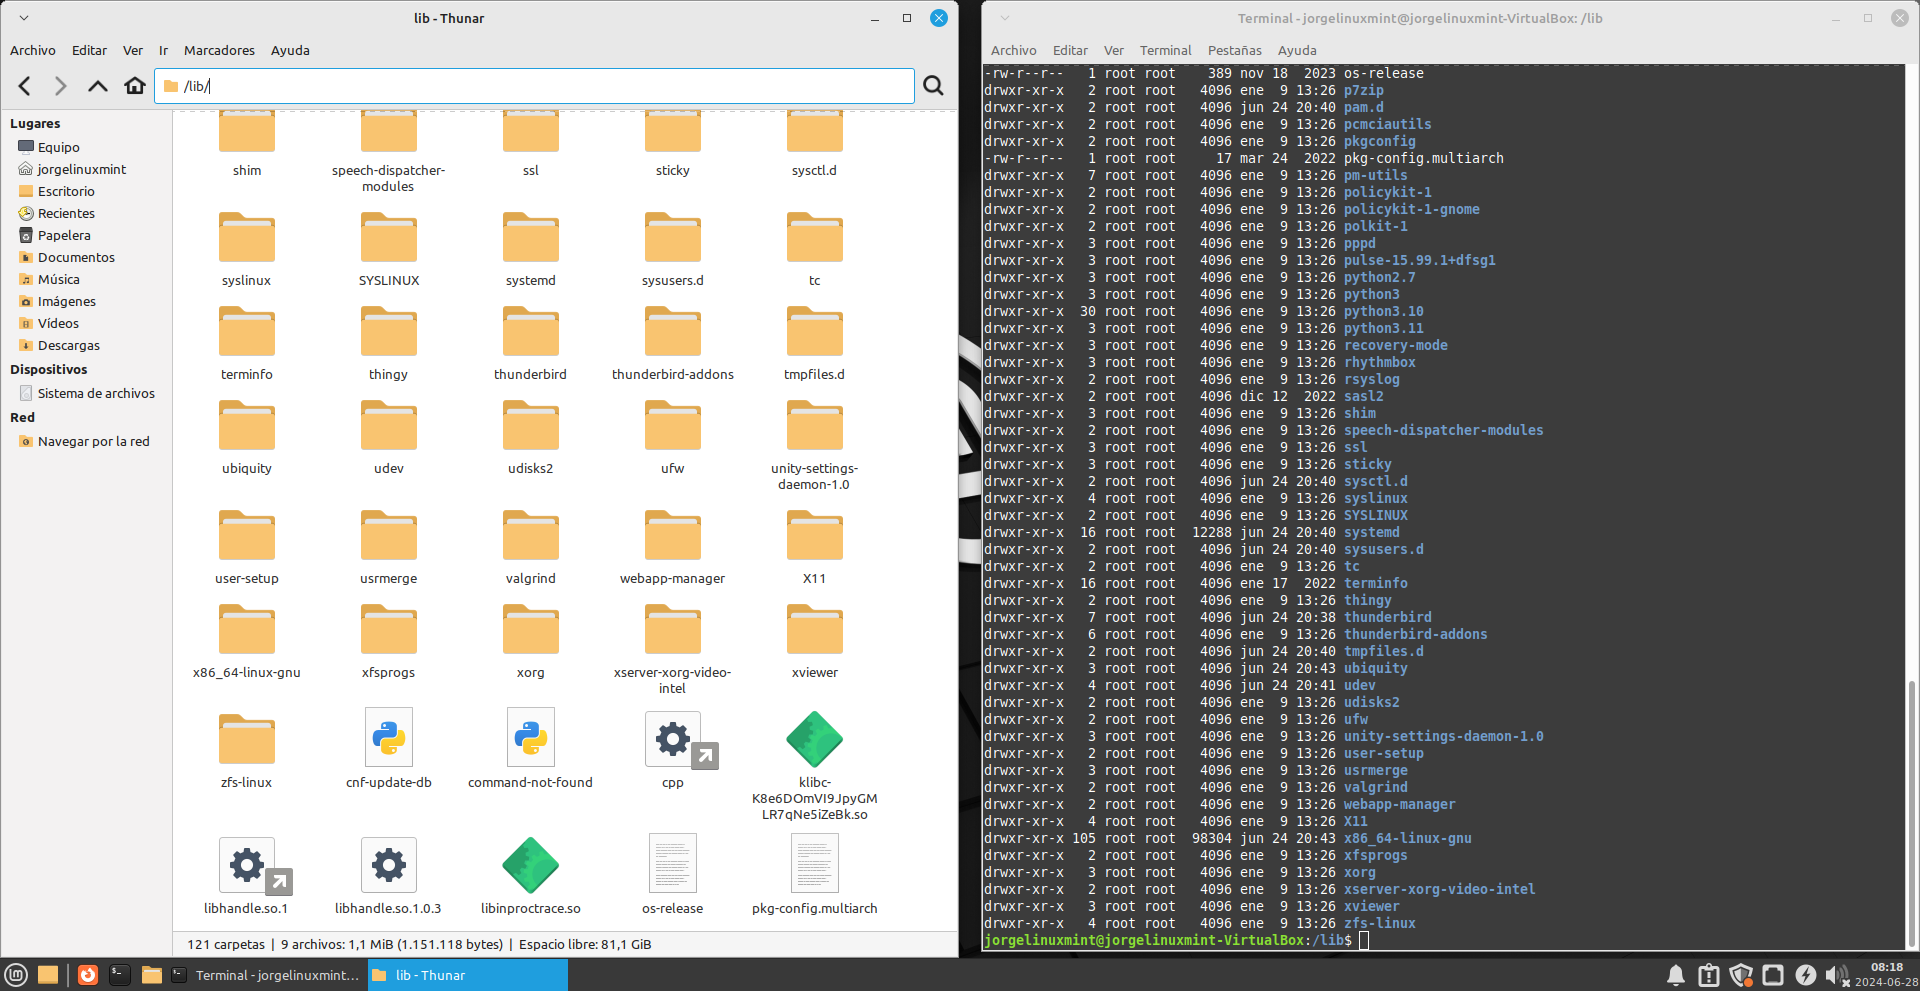 lib - Thunar
Archivo Editar Ver Ir Marcadores Ayuda
/lib/
Lugares
Equipo
jorgelinuxmint
Escritorio
Recientes
Papelera
Documentos
Música
Imágenes
Vídeos
Descargas
Dispositivos
Sistema de archivos
Red
Navegar por la red
shim speech-dispatcher-modules ssl sticky sysctl.d
syslinux SYSLINUX systemd sysusers.d tc
terminfo thingy thunderbird thunderbird-addons tmpfiles.d
ubiquity udev udisks2 ufw unity-settings-daemon-1.0
user-setup usrmerge valgrind webapp-manager X11
x86_64-linux-gnu xfsprogs xorg xserver-xorg-video-intel xviewer
zfs-linux cnf-update-db command-not-found cpp klibc-K8e6DOmVI9JpyGMLR7qNe5iZeBk.so
libhandle.so.1 libhandle.so.1.0.3 libinproctrace.so os-release pkg-config.multiarch
121 carpetas | 9 archivos: 1,1 MiB (1.151.118 bytes) | Espacio libre: 81,1 GiB
Terminal - jorgelinuxmint@jorgelinuxmint-VirtualBox: /lib
Archivo Editar Ver Terminal Pestañas Ayuda
-rw-r--r-- 1 root root 389 nov 18 2023 os-release
drwxr-xr-x 2 root root 4096 ene 9 13:26 p7zip
drwxr-xr-x 2 root root 4096 jun 24 20:40 pam.d
drwxr-xr-x 2 root root 4096 ene 9 13:26 pcmciautils
drwxr-xr-x 2 root root 4096 ene 9 13:26 pkgconfig
-rw-r--r-- 1 root root 17 mar 24 2022 pkg-config.multiarch
drwxr-xr-x 7 root root 4096 ene 9 13:26 pm-utils
drwxr-xr-x 2 root root 4096 ene 9 13:26 policykit-1
drwxr-xr-x 2 root root 4096 ene 9 13:26 policykit-1-gnome
drwxr-xr-x 2 root root 4096 ene 9 13:26 polkit-1
drwxr-xr-x 3 root root 4096 ene 9 13:26 pppd
drwxr-xr-x 3 root root 4096 ene 9 13:26 pulse-15.99.1+dfsg1
drwxr-xr-x 3 root root 4096 ene 9 13:26 python2.7
drwxr-xr-x 3 root root 4096 ene 9 13:26 python3
drwxr-xr-x 30 root root 4096 ene 9 13:26 python3.10
drwxr-xr-x 3 root root 4096 ene 9 13:26 python3.11
drwxr-xr-x 3 root root 4096 ene 9 13:26 recovery-mode
drwxr-xr-x 3 root root 4096 ene 9 13:26 rhythmbox
drwxr-xr-x 2 root root 4096 ene 9 13:26 rsyslog
drwxr-xr-x 2 root root 4096 dic 12 2022 sasl2
drwxr-xr-x 3 root root 4096 ene 9 13:26 shim
drwxr-xr-x 2 root root 4096 ene 9 13:26 speech-dispatcher-modules
drwxr-xr-x 3 root root 4096 ene 9 13:26 ssl
drwxr-xr-x 3 root root 4096 ene 9 13:26 sticky
drwxr-xr-x 2 root root 4096 jun 24 20:40 sysctl.d
drwxr-xr-x 4 root root 4096 ene 9 13:26 syslinux
drwxr-xr-x 2 root root 4096 ene 9 13:26 SYSLINUX
drwxr-xr-x 16 root root 12288 jun 24 20:40 systemd
drwxr-xr-x 2 root root 4096 jun 24 20:40 sysusers.d
drwxr-xr-x 2 root root 4096 ene 9 13:26 tc
drwxr-xr-x 16 root root 4096 ene 17 2022 terminfo
drwxr-xr-x 2 root root 4096 ene 9 13:26 thingy
drwxr-xr-x 7 root root 4096 jun 24 20:38 thunderbird
drwxr-xr-x 6 root root 4096 ene 9 13:26 thunderbird-addons
drwxr-xr-x 2 root root 4096 jun 24 20:40 tmpfiles.d
drwxr-xr-x 3 root root 4096 jun 24 20:43 ubiquity
drwxr-xr-x 4 root root 4096 jun 24 20:41 udev
drwxr-xr-x 2 root root 4096 ene 9 13:26 udisks2
drwxr-xr-x 2 root root 4096 ene 9 13:26 ufw
drwxr-xr-x 3 root root 4096 ene 9 13:26 unity-settings-daemon-1.0
drwxr-xr-x 2 root root 4096 ene 9 13:26 user-setup
drwxr-xr-x 3 root root 4096 ene 9 13:26 usrmerge
drwxr-xr-x 2 root root 4096 ene 9 13:26 valgrind
drwxr-xr-x 2 root root 4096 ene 9 13:26 webapp-manager
drwxr-xr-x 4 root root 4096 ene 9 13:26 X11
drwxr-xr-x 105 root root 98304 jun 24 20:43 x86_64-linux-gnu
drwxr-xr-x 2 root root 4096 ene 9 13:26 xfsprogs
drwxr-xr-x 3 root root 4096 ene 9 13:26 xorg
drwxr-xr-x 2 root root 4096 ene 9 13:26 xserver-xorg-video-intel
drwxr-xr-x 3 root root 4096 ene 9 13:26 xviewer
drwxr-xr-x 4 root root 4096 ene 9 13:26 zfs-linux
jorgelinuxmint@jorgelinuxmint-VirtualBox:/lib$
Terminal - jorgelinuxmint... lib - Thunar
08:18
2024-06-28